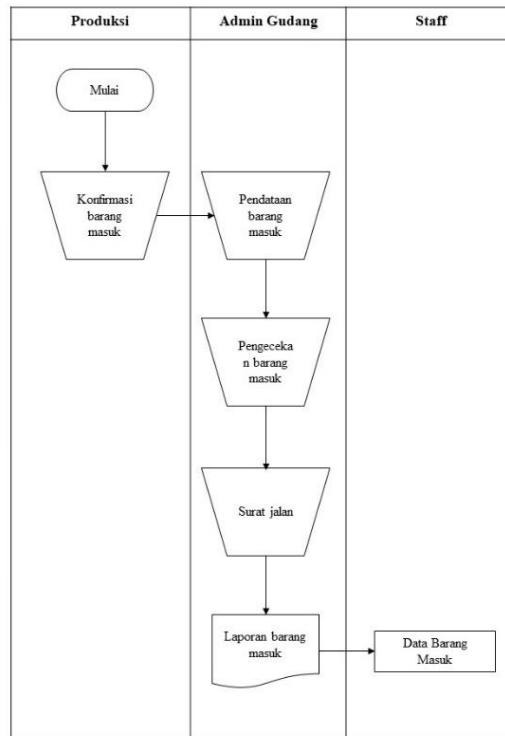 Produksi
Admin Gudang
Staff
Mulai
Konfirmasi
barang
masuk
Pendataan
barang
masuk
Pengeceka
n barang
masuk
Surat jalan
Laporan barang
masuk
Data Barang
Masuk